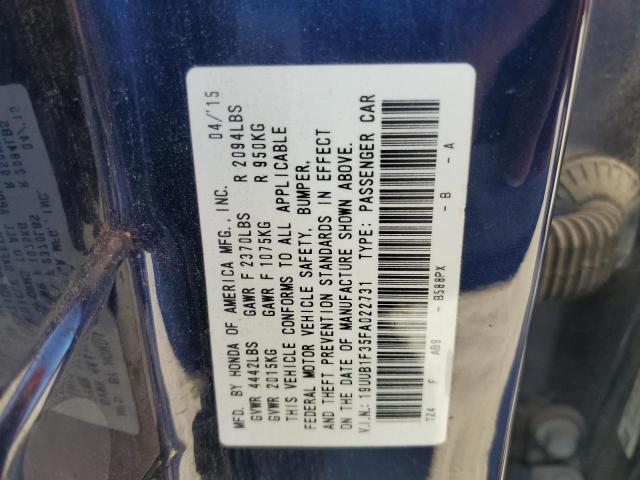 MFD. BY HONDA OF AMERICA MFG., INC. 04/'15
GVWR 4442LBS GAWR F 2370LBS R 2094LBS
GVWR 2015KG GAWR F 1075KG R 950KG
THIS VEHICLE CONFORMS TO ALL APPLICABLE
FEDERAL MOTOR VEHICLE SAFETY, BUMPER,
AND THEFT PREVENTION STANDARDS IN EFFECT
ON THE DATE OF MANUFACTURE SHOWN ABOVE.
V.I.N.: 19UUB1F35FA022731 TYPE: PASSENGER CAR
TZ4 F AB9 - B588PX - B - A